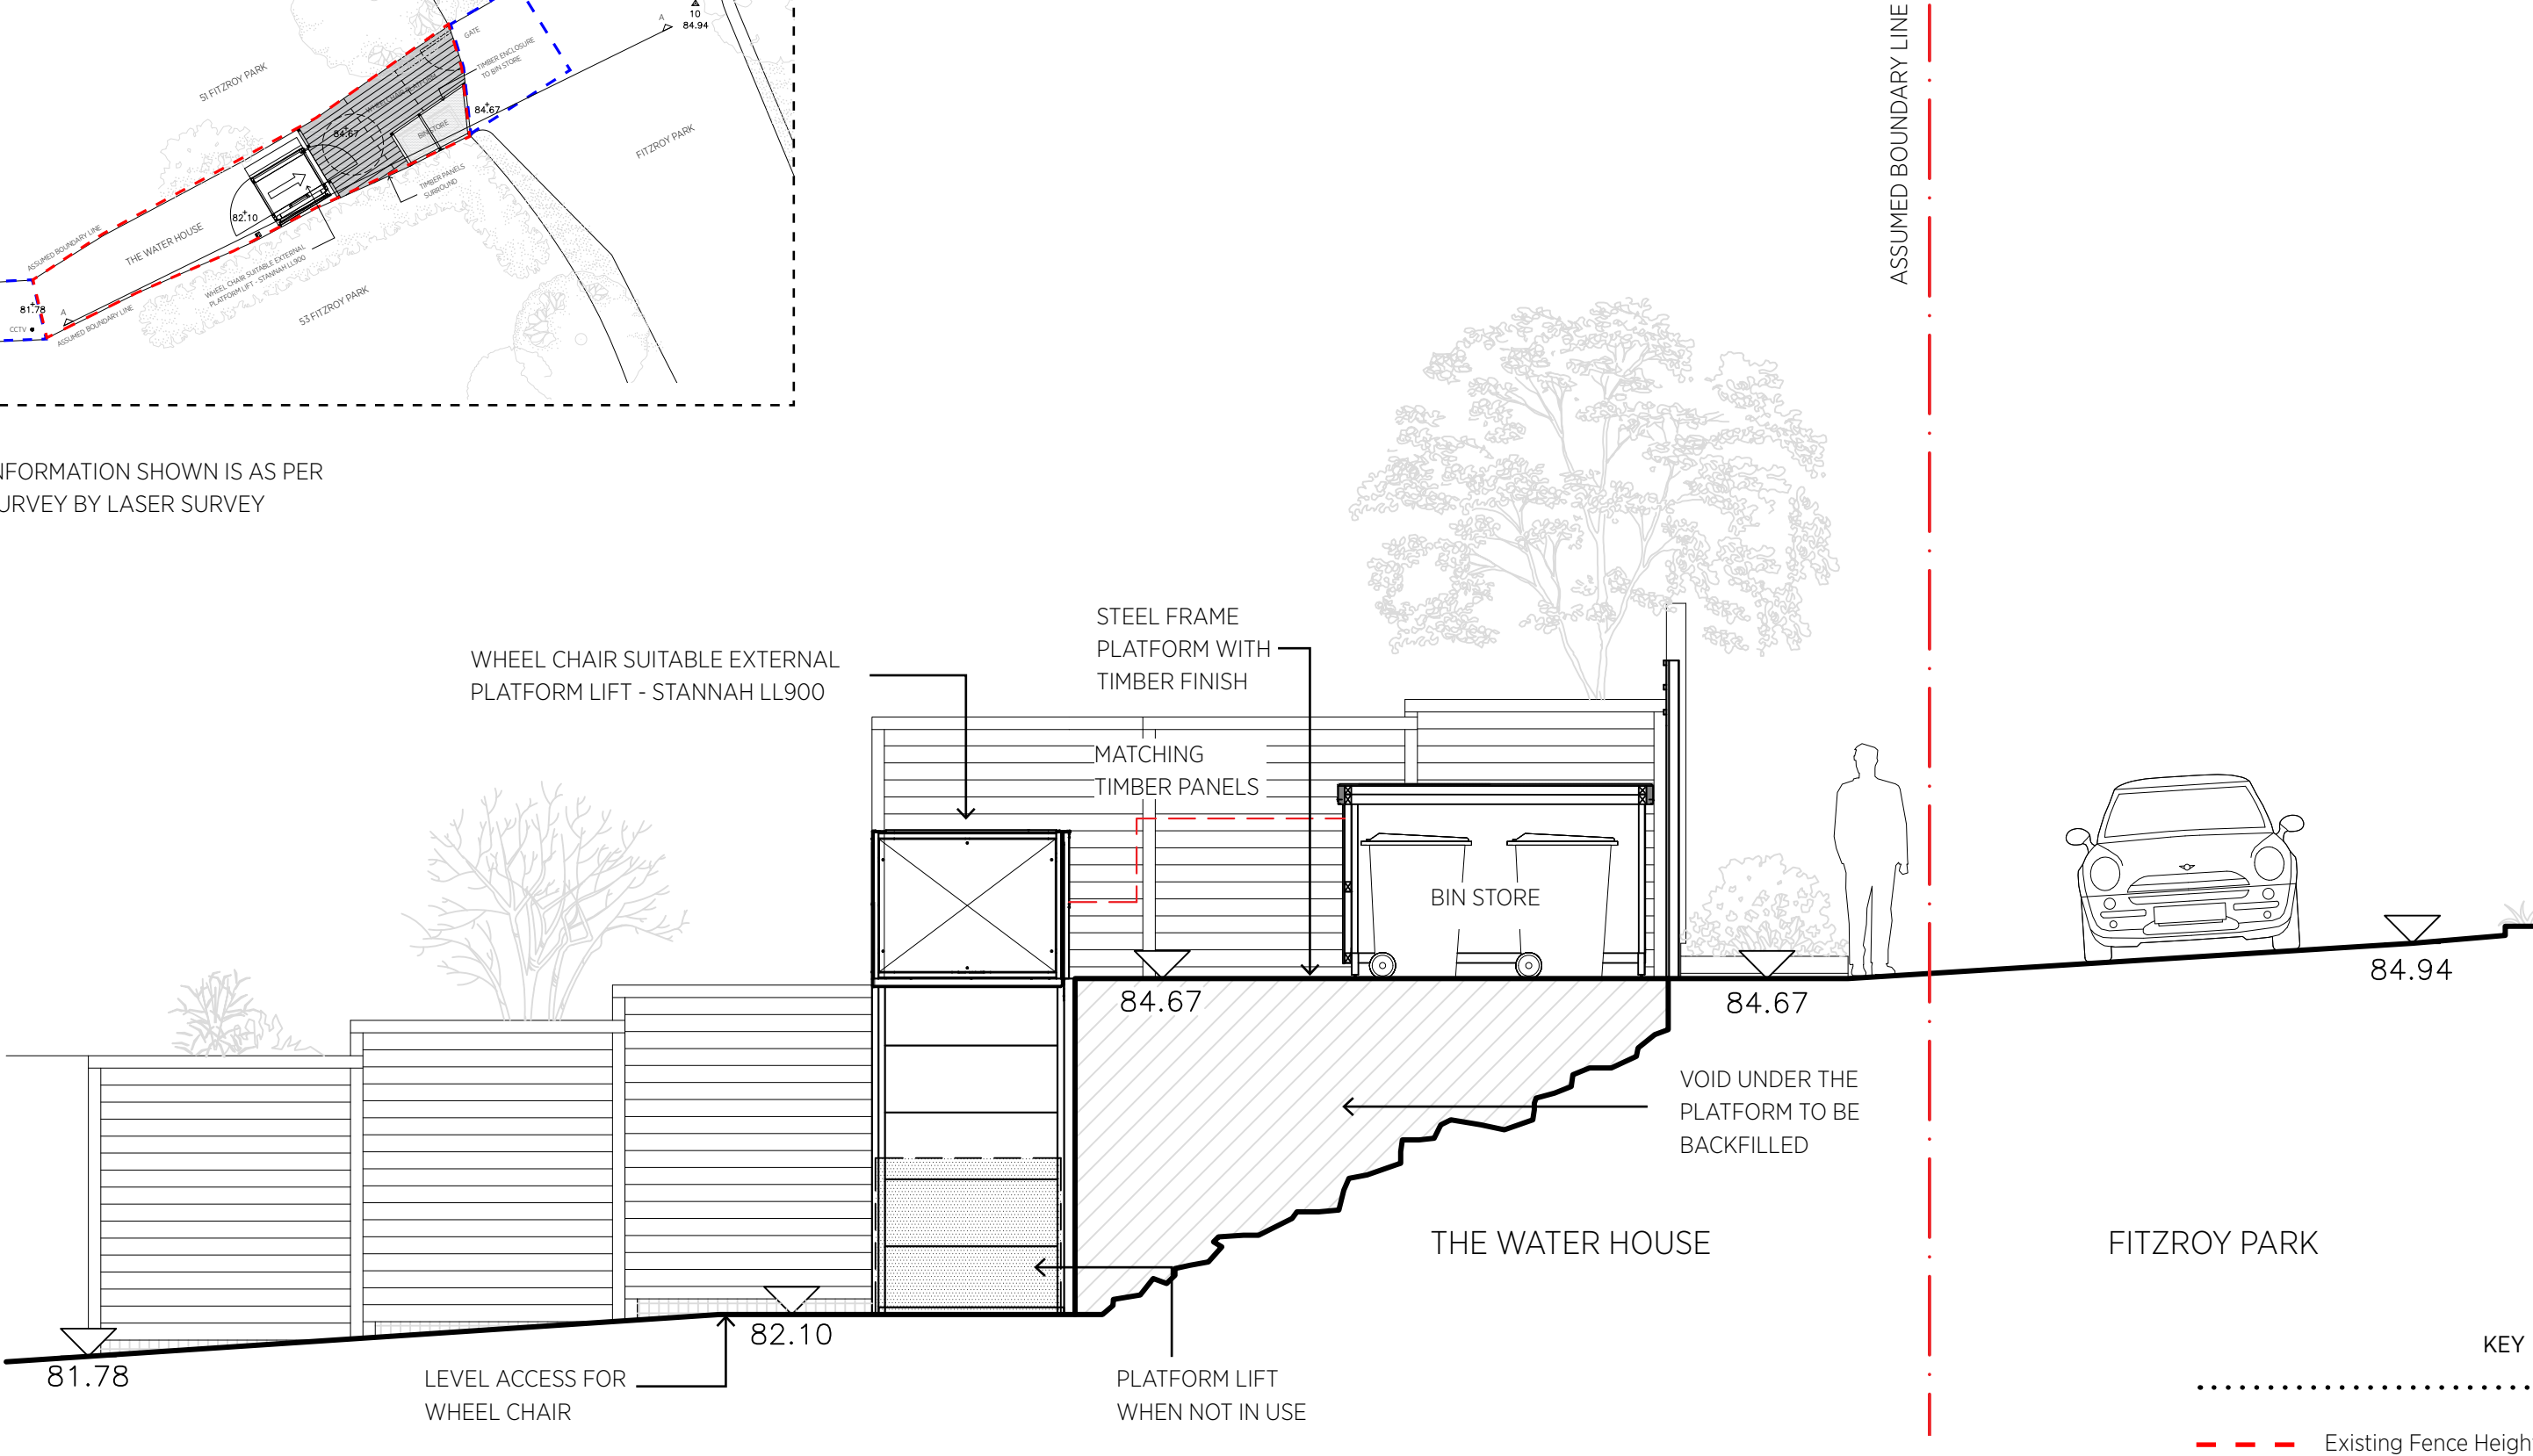 10
84.94
A
GATE
TIMBER ENCLOSURE
TO BIN STORE
51 FITZROY PARK
84.67
WHEELCHAIR PLATFORM
BIN STORE
84.67
FITZROY PARK
TIMBER PANELS
SURROUND
82.10
THE WATER HOUSE
ASSUMED BOUNDARY LINE
WHEEL CHAIR SUITABLE EXTERNAL
PLATFORM LIFT - STANNAH LL900
53 FITZROY PARK
81.78
CCTV
A
ASSUMED BOUNDARY LINE
NFORMATION SHOWN IS AS PER
URVEY BY LASER SURVEY
ASSUMED BOUNDARY LINE
WHEEL CHAIR SUITABLE EXTERNAL
PLATFORM LIFT - STANNAH LL900
STEEL FRAME
PLATFORM WITH
TIMBER FINISH
MATCHING
TIMBER PANELS
BIN STORE
84.67
84.67
84.94
VOID UNDER THE
PLATFORM TO BE
BACKFILLED
THE WATER HOUSE
FITZROY PARK
82.10
81.78
LEVEL ACCESS FOR
WHEEL CHAIR
PLATFORM LIFT
WHEN NOT IN USE
KEY
Existing Fence Heigh